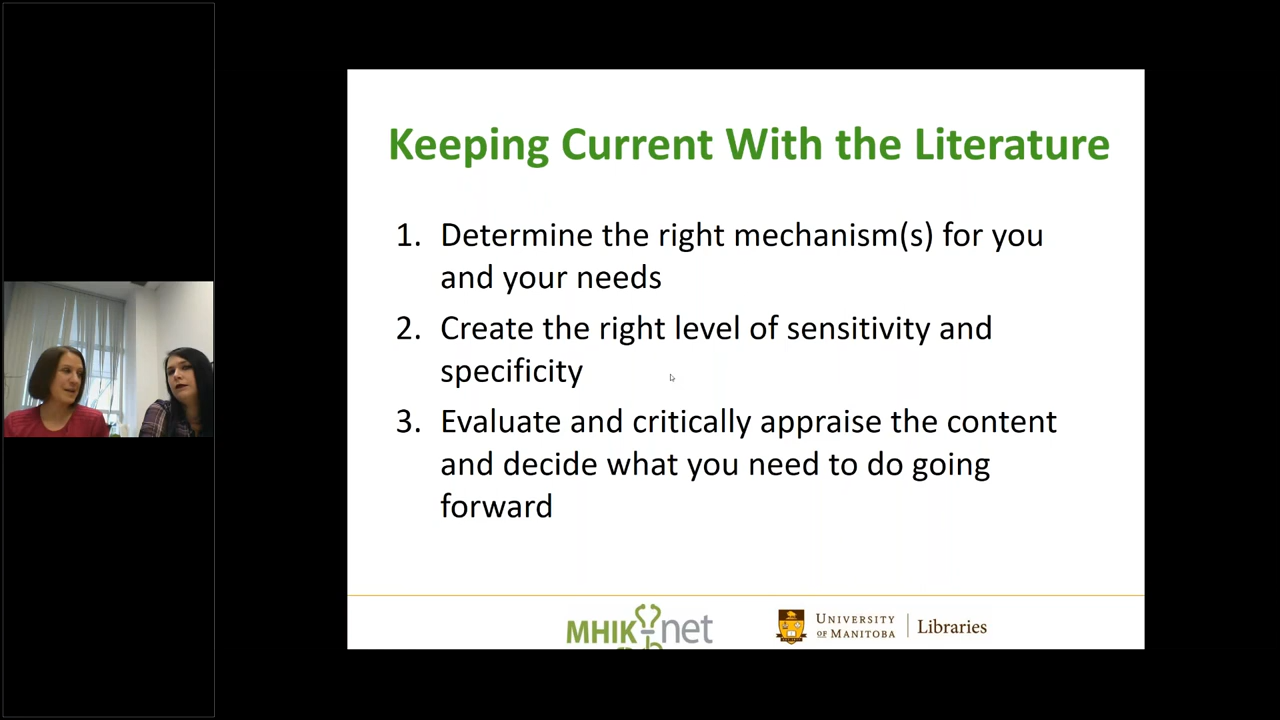 Keeping Current With the Literature
1. Determine the right mechanism(s) for you
and your needs
2. Create the right level of sensitivity and
specificity
3. Evaluate and critically appraise the content
and decide what you need to do going
forward
MHIK-net
UNIVERSITY
OF MANITOBA
Libraries